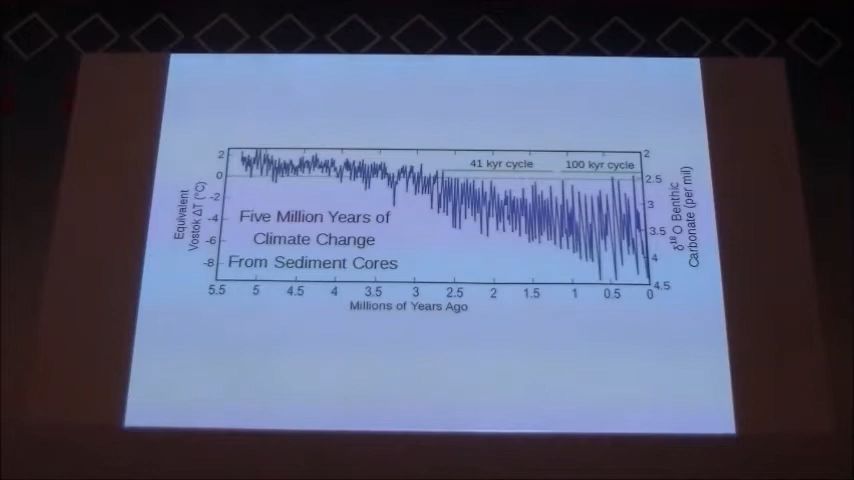 41 kyr cycle 100 kyr cycle
2
0
-2
-4
-6
-8
Equivalent
Vostok ΔT (°C)
Five Million Years of
Climate Change
From Sediment Cores
2
2.5
3
3.5
4
4.5
δ18O Benthic
Carbonate (per mil)
5.5 5 4.5 4 3.5 3 2.5 2 1.5 1 0.5 0
Millions of Years Ago